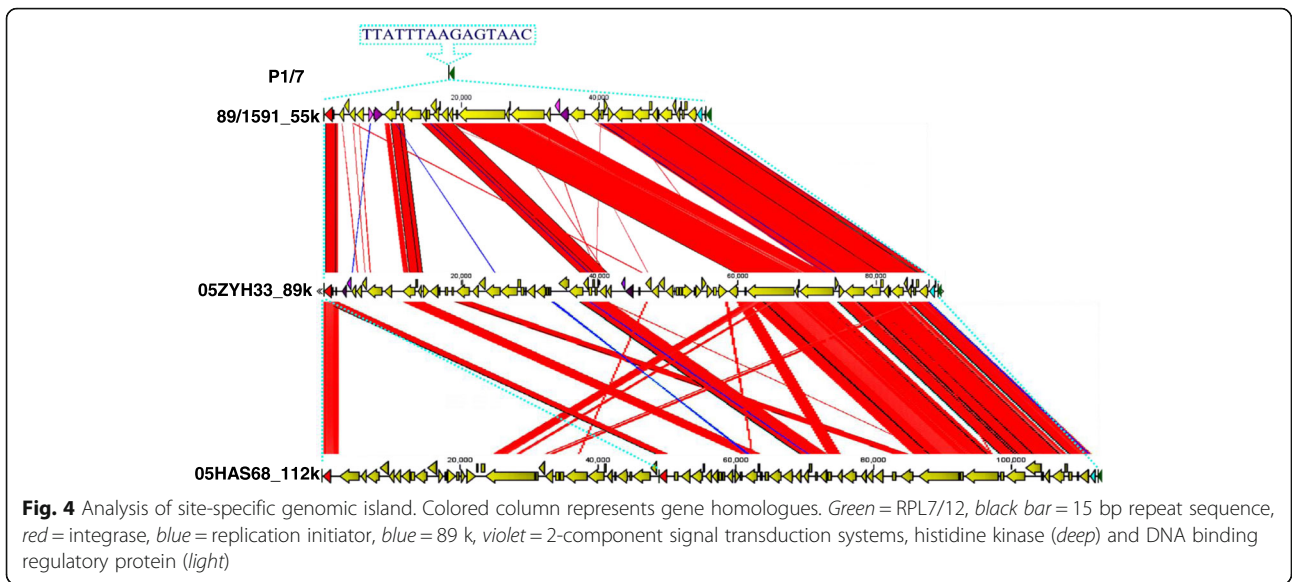 TTATTTAAGAGTAAC
P1/7
20,000 40,000
89/1591_55k
20,000 40,000 60,000 80,000
05ZYH33_89k
20,000 40,000 60,000 80,000 100,000
05HAS68_112k
Fig. 4 Analysis of site-specific genomic island. Colored column represents gene homologues. Green = RPL7/12, black bar = 15 bp repeat sequence,
red = integrase, blue = replication initiator, blue = 89 k, violet = 2-component signal transduction systems, histidine kinase (deep) and DNA binding
regulatory protein (light)